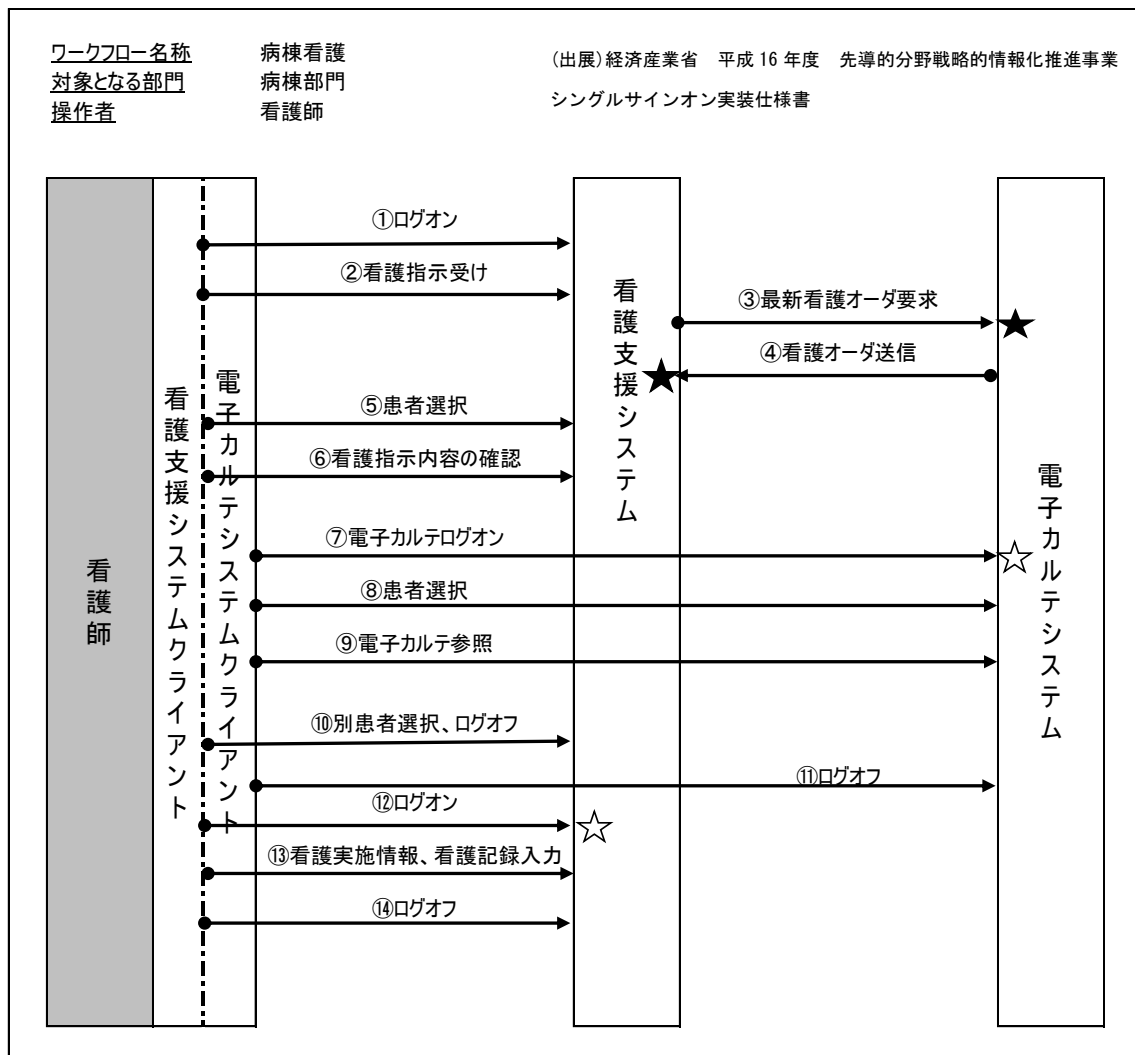 ワークフロー名称 病棟看護
対象となる部門 病棟部門
操作者 看護師
(出展)経済産業省 平成16年度 先導的分野戦略的情報化推進事業
シングルサインオン実装仕様書
看護師
看護支援システムクライアント
電子カルテシステムクライアント
看護支援システム
電子カルテシステム
①ログオン
②看護指示受け
③最新看護オーダ要求
④看護オーダ送信
⑤患者選択
⑥看護指示内容の確認
⑦電子カルテログオン
⑧患者選択
⑨電子カルテ参照
⑩別患者選択、ログオフ
⑪ログオフ
⑫ログオン
⑬看護実施情報、看護記録入力
⑭ログオフ